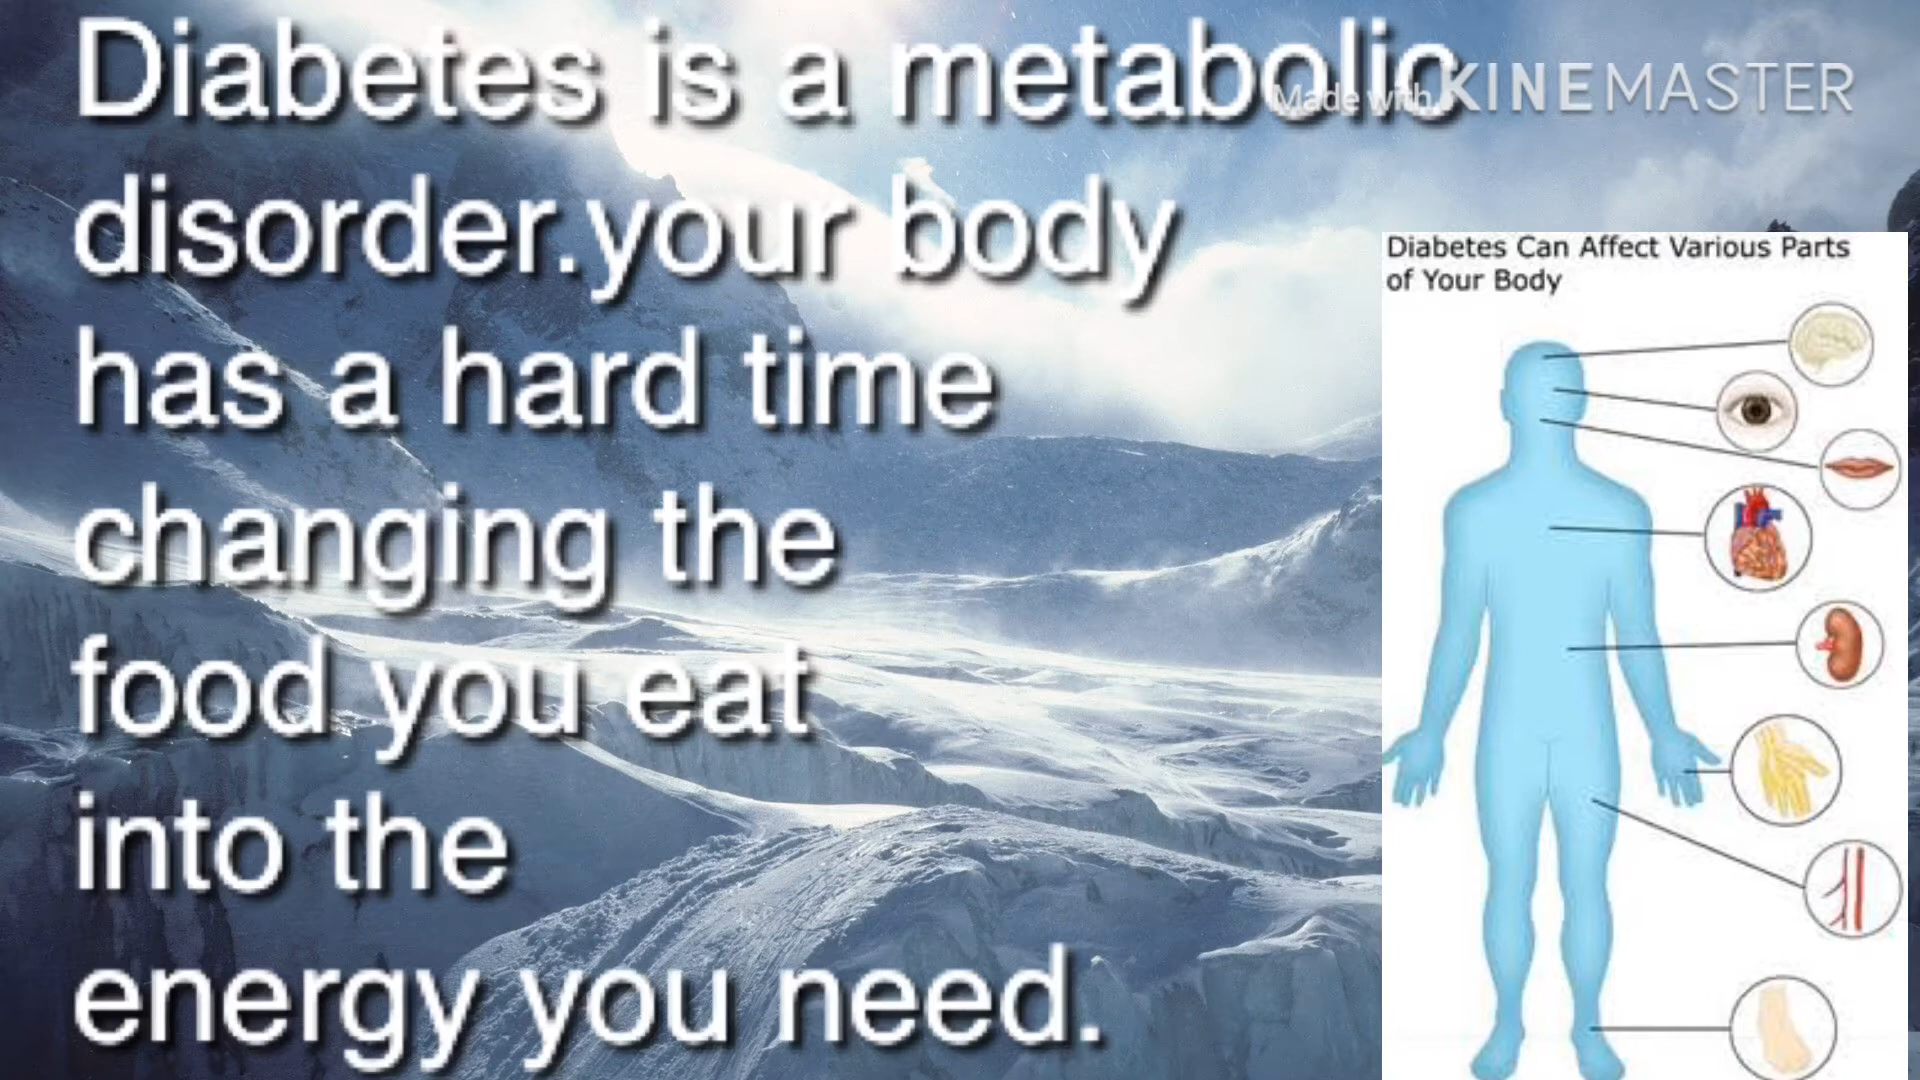 Diabetes is a metabolic
Made with KINEMASTER
disorder.your body
has a hard time
changing the
food you eat
into the
energy you need.
Diabetes Can Affect Various Parts
of Your Body